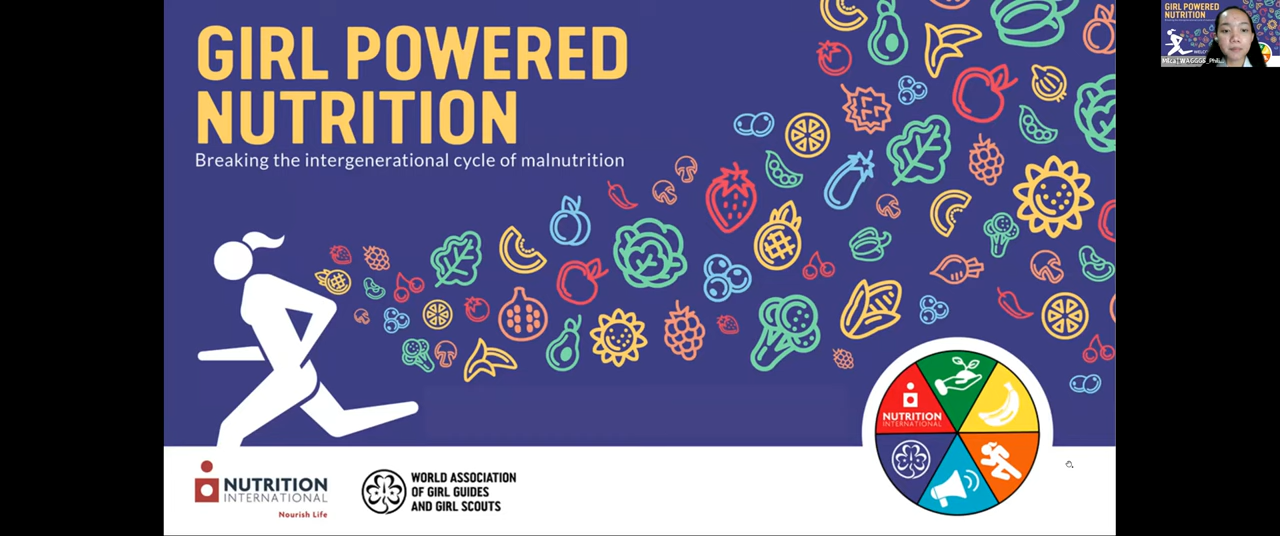 GIRL POWERED
NUTRITION
Breaking the intergenerational cycle of malnutrition
NUTRITION
INTERNATIONAL
Nourish Life
WORLD ASSOCIATION
OF GIRL GUIDES
AND GIRL SCOUTS
NUTRITION
INTERNATIONAL
GIRL POWERED
NUTRITION